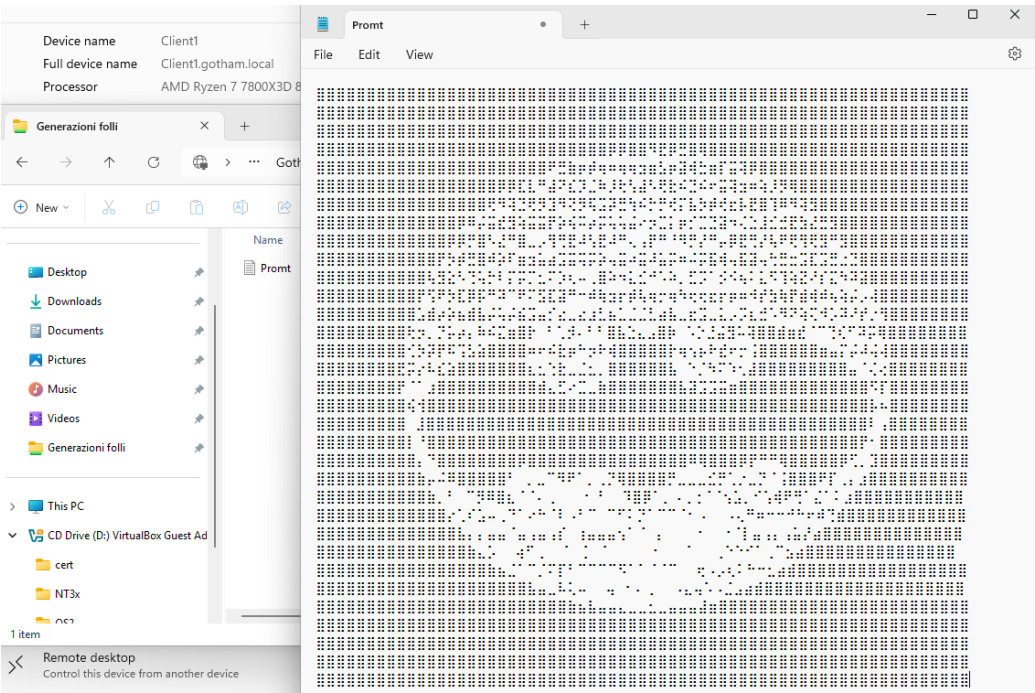 Device name Client1
Full device name Client1.gotham.local
Processor AMD Ryzen 7 7800X3D 8
Generazioni folli
Goth
New
Name
Promt
Desktop
Downloads
Documents
Pictures
Music
Videos
Generazioni folli
This PC
CD Drive (D:) VirtualBox Guest Ad
cert
NT3x
OS2
1 item
Remote desktop
Control this device from another device
Promt
File Edit View